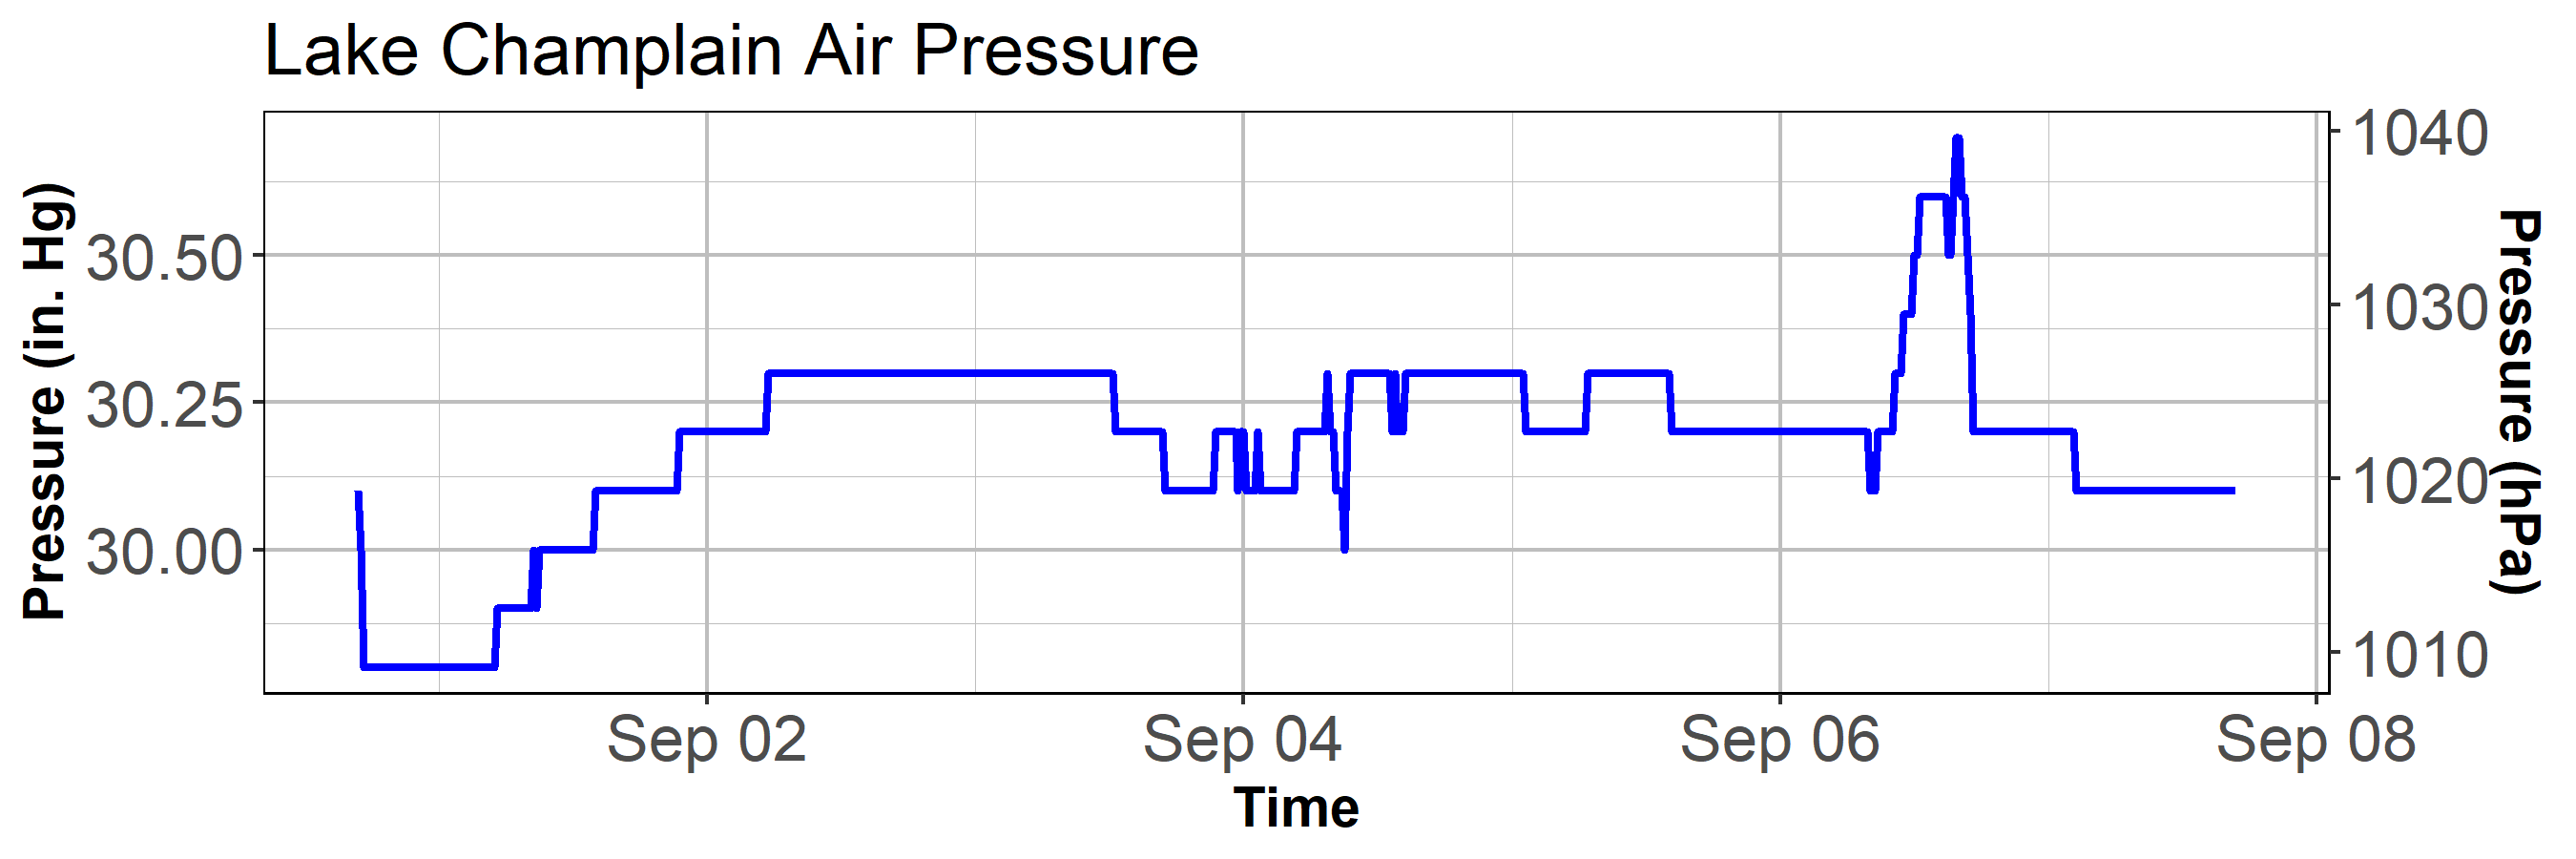 Lake Champlain Air Pressure
Pressure (in. Hg)
30.50
30.25
30.00
1040
1030
1020
1010
Pressure (hPa)
Sep 02
Sep 04
Sep 06
Sep 08
Time